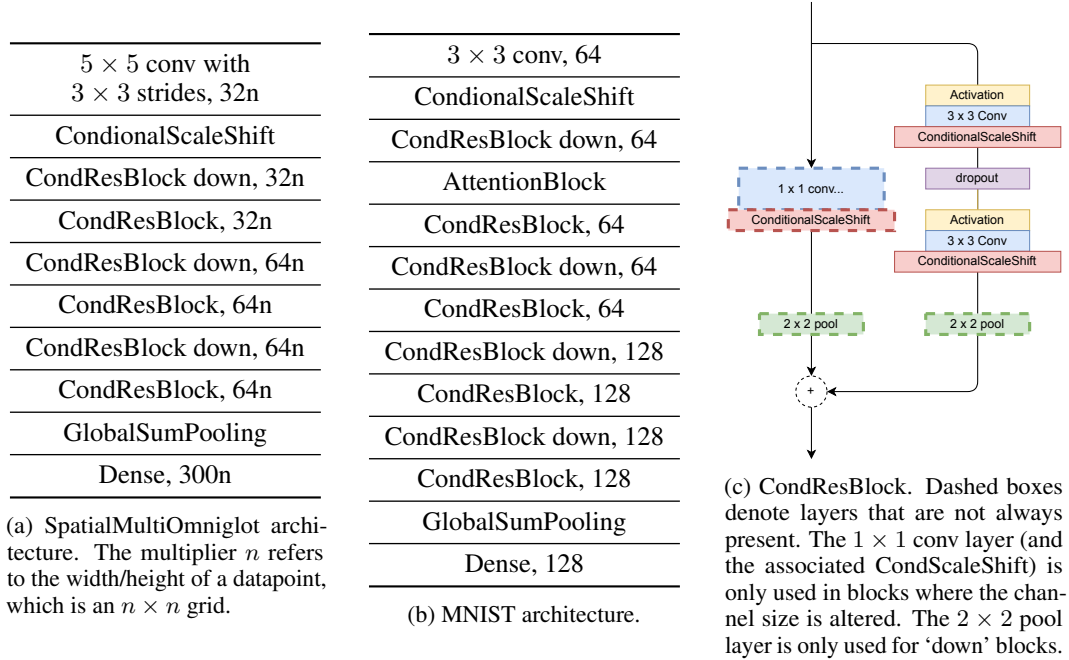 5 × 5 conv with
3 × 3 strides, 32n
CondionalScaleShift
CondResBlock down, 32n
CondResBlock, 32n
CondResBlock down, 64n
CondResBlock, 64n
CondResBlock down, 64n
CondResBlock, 64n
GlobalSumPooling
Dense, 300n
(a) SpatialMultiOmniglot archi-
tecture. The multiplier n refers
to the width/height of a datapoint,
which is an n × n grid.
3 × 3 conv, 64
CondionalScaleShift
CondResBlock down, 64
AttentionBlock
CondResBlock, 64
CondResBlock down, 64
CondResBlock, 64
CondResBlock down, 128
CondResBlock, 128
CondResBlock down, 128
CondResBlock, 128
GlobalSumPooling
Dense, 128
(b) MNIST architecture.
Activation
3 x 3 Conv
ConditionalScaleShift
dropout
1 x 1 conv...
ConditionalScaleShift
Activation
3 x 3 Conv
ConditionalScaleShift
2 x 2 pool
2 x 2 pool
+
(c) CondResBlock. Dashed boxes
denote layers that are not always
present. The 1 × 1 conv layer (and
the associated CondScaleShift) is
only used in blocks where the chan-
nel size is altered. The 2 × 2 pool
layer is only used for ‘down’ blocks.